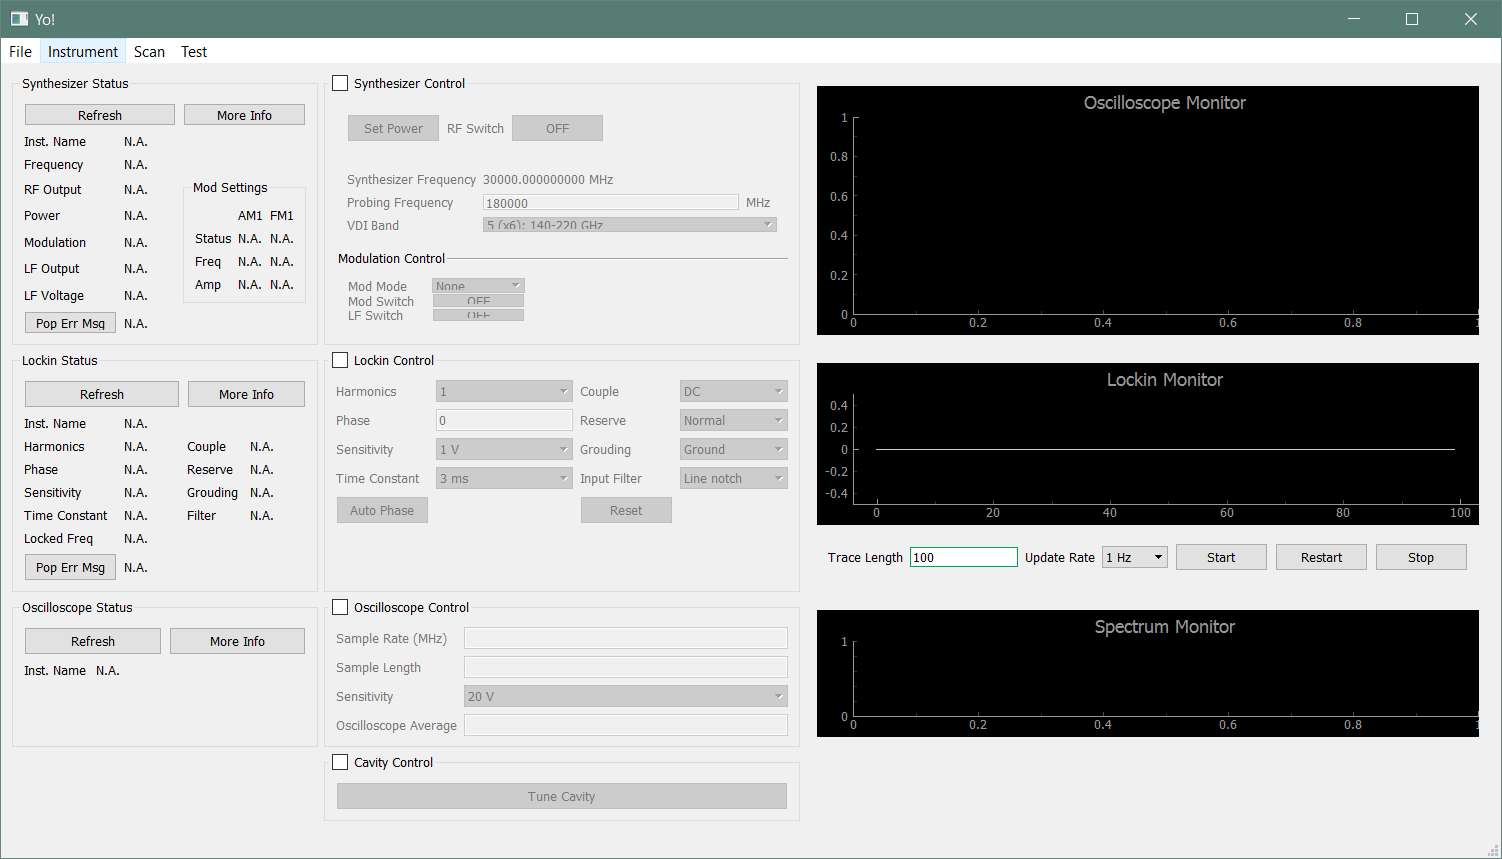 Yo!
File Instrument Scan Test
Synthesizer Status
Refresh More Info
Inst. Name N.A.
Frequency N.A.
RF Output N.A.
Power N.A.
Modulation N.A.
LF Output N.A.
LF Voltage N.A.
Pop Err Msg N.A.
Mod Settings
AM1 FM1
Status N.A. N.A.
Freq N.A. N.A.
Amp N.A. N.A.
Synthesizer Control
Set Power RF Switch OFF
Synthesizer Frequency 30000.000000000 MHz
Probing Frequency 180000 MHz
VDI Band 5 (x6): 140-220 GHz
Modulation Control
Mod Mode None
Mod Switch OFF
LF Switch OFF
Oscilloscope Monitor
1
0.8
0.6
0.4
0.2
0
0 0.2 0.4 0.6 0.8 1
Lockin Status
Refresh More Info
Inst. Name N.A.
Harmonics N.A. Couple N.A.
Phase N.A. Reserve N.A.
Sensitivity N.A. Grouding N.A.
Time Constant N.A. Filter N.A.
Locked Freq N.A.
Pop Err Msg N.A.
Lockin Control
Harmonics 1 Couple DC
Phase 0 Reserve Normal
Sensitivity 1 V Grouding Ground
Time Constant 3 ms Input Filter Line notch
Auto Phase Reset
Lockin Monitor
0.4
0.2
0
-0.2
-0.4
0 20 40 60 80 100
Trace Length 100 Update Rate 1 Hz Start Restart Stop
Oscilloscope Status
Refresh More Info
Inst. Name N.A.
Oscilloscope Control
Sample Rate (MHz)
Sample Length
Sensitivity 20 V
Oscilloscope Average
Spectrum Monitor
1
0
0 0.2 0.4 0.6 0.8 1
Cavity Control
Tune Cavity